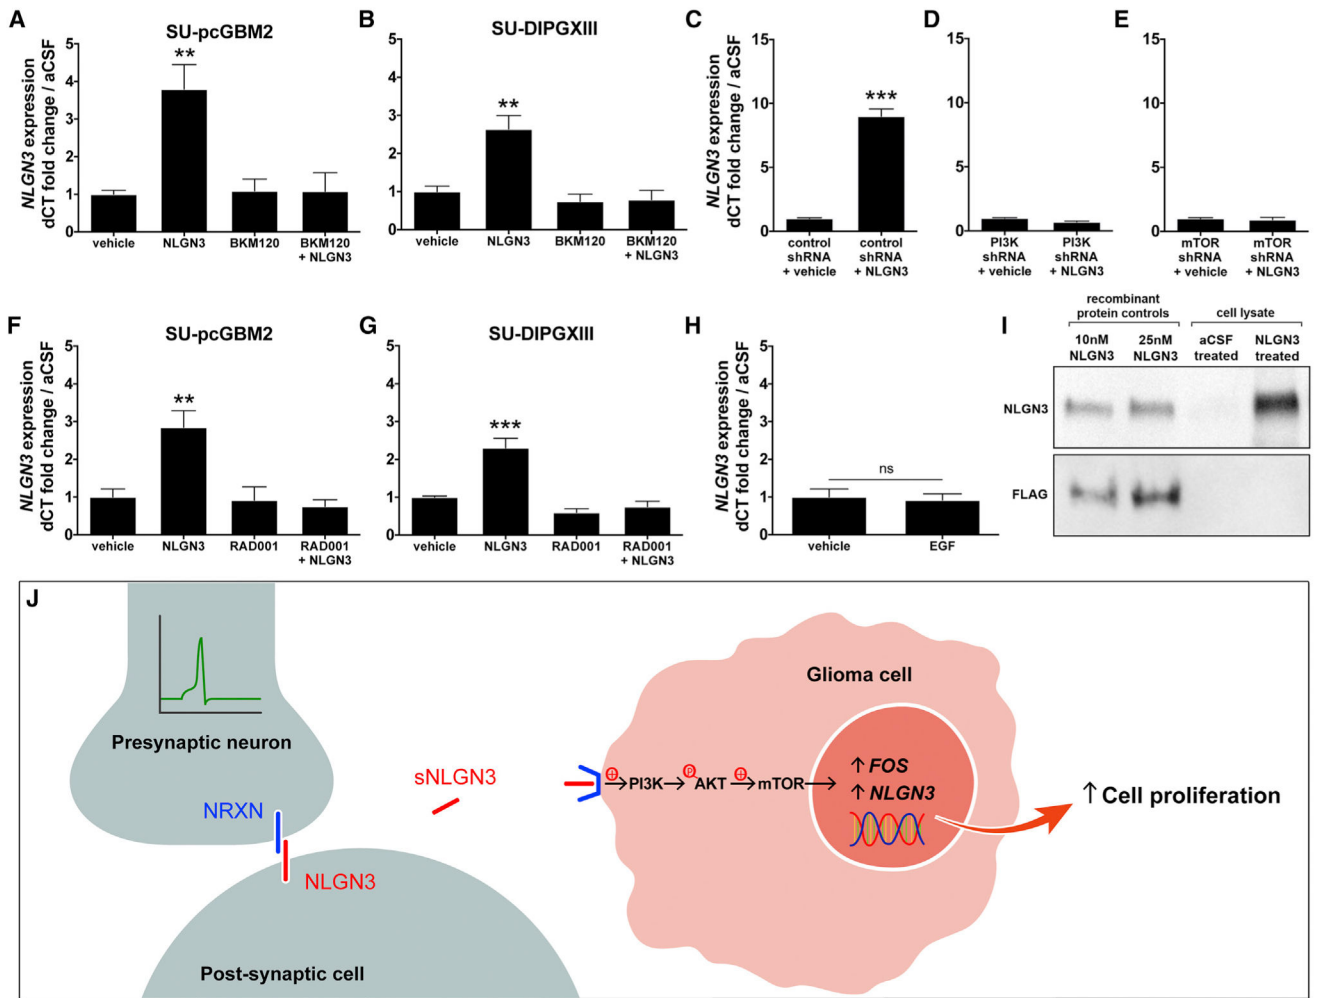 A
SU-pcGBM2
NLGN3 expression
dCT fold change / aCSF
5
4
3
2
1
0
**
vehicle
NLGN3
BKM120
BKM120
+ NLGN3
B
SU-DIPGXIII
5
4
3
2
1
0
**
vehicle
NLGN3
BKM120
BKM120
+ NLGN3
C
NLGN3 expression
dCT fold change / aCSF
15
10
5
0
***
control
shRNA
+ vehicle
control
shRNA
+ NLGN3
D
15
10
5
0
PI3K
shRNA
+ vehicle
PI3K
shRNA
+ NLGN3
E
15
10
5
0
mTOR
shRNA
+ vehicle
mTOR
shRNA
+ NLGN3
F
SU-pcGBM2
NLGN3 expression
dCT fold change / aCSF
5
4
3
2
1
0
**
vehicle
NLGN3
RAD001
RAD001
+ NLGN3
G
SU-DIPGXIII
5
4
3
2
1
0
***
vehicle
NLGN3
RAD001
RAD001
+ NLGN3
H
NLGN3 expression
dCT fold change / aCSF
5
4
3
2
1
0
ns
vehicle
EGF
I
recombinant
protein controls
cell lysate
10nM
NLGN3
25nM
NLGN3
aCSF
treated
NLGN3
treated
NLGN3
FLAG
J
Presynaptic neuron
NRXN
NLGN3
Post-synaptic cell
sNLGN3
Glioma cell
+ → PI3K → P AKT + → mTOR →
↑ FOS
↑ NLGN3
↑ Cell proliferation